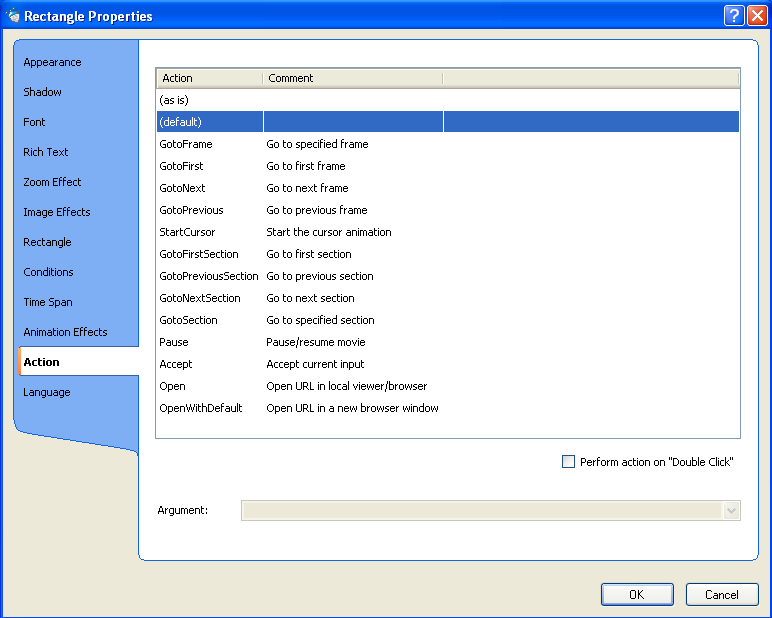 Rectangle Properties
Appearance
Shadow
Font
Rich Text
Zoom Effect
Image Effects
Rectangle
Conditions
Time Span
Animation Effects
Action
Language
Action Comment
(as is)
(default)
GotoFrame Go to specified frame
GotoFirst Go to first frame
GotoNext Go to next frame
GotoPrevious Go to previous frame
StartCursor Start the cursor animation
GotoFirstSection Go to first section
GotoPreviousSection Go to previous section
GotoNextSection Go to next section
GotoSection Go to specified section
Pause Pause/resume movie
Accept Accept current input
Open Open URL in local viewer/browser
OpenWithDefault Open URL in a new browser window
Perform action on "Double Click"
Argument:
OK Cancel